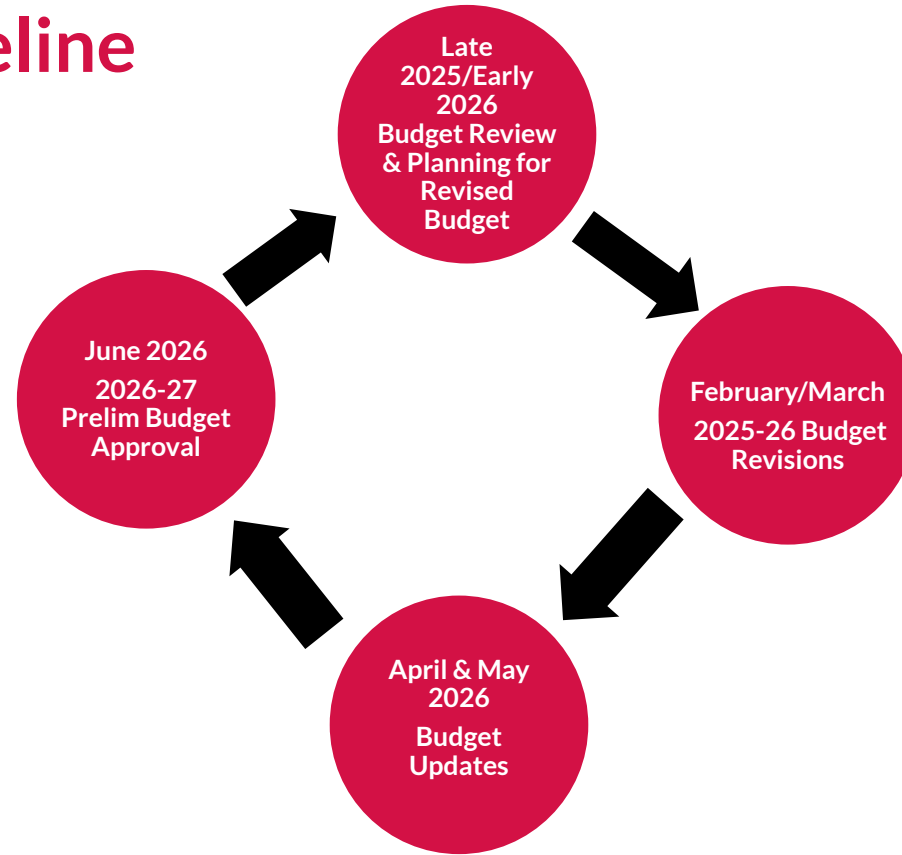 eline
Late
2025/Early
2026
Budget Review
& Planning for
Revised
Budget
February/March
2025-26 Budget
Revisions
April & May
2026
Budget
Updates
June 2026
2026-27
Prelim Budget
Approval